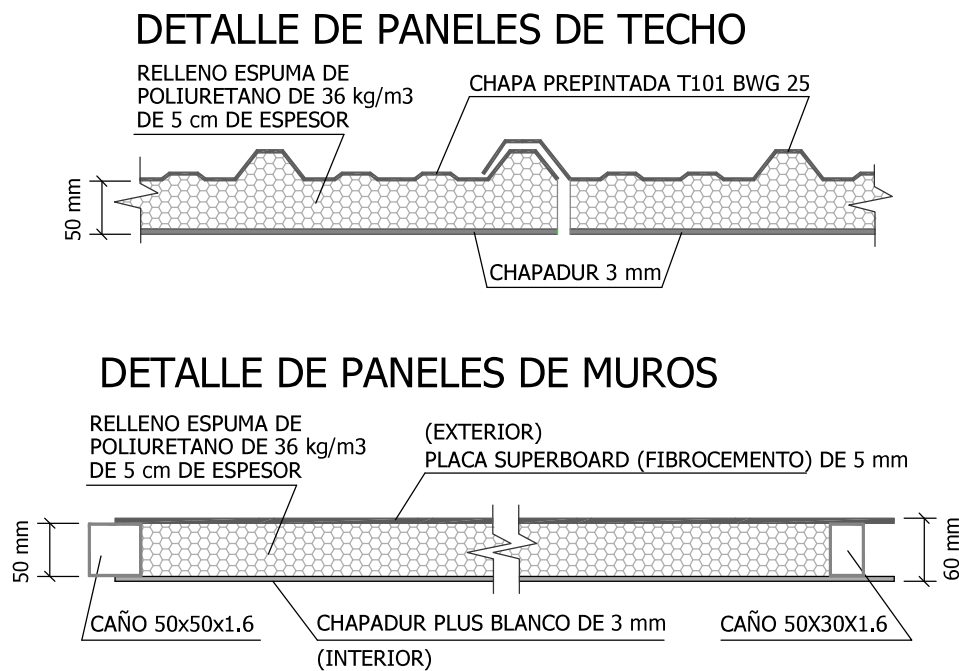 DETALLE DE PANELES DE TECHO
RELLENO ESPUMA DE
POLIURETANO DE 36 kg/m3
DE 5 cm DE ESPESOR
CHAPA PREPINTADA T101 BWG 25
50 mm
CHAPADUR 3 mm
DETALLE DE PANELES DE MUROS
RELLENO ESPUMA DE
POLIURETANO DE 36 kg/m3
DE 5 cm DE ESPESOR
(EXTERIOR)
PLACA SUPERBOARD (FIBROCEMENTO) DE 5 mm
50 mm
60 mm
CAÑO 50x50x1.6
CHAPADUR PLUS BLANCO DE 3 mm
(INTERIOR)
CAÑO 50X30X1.6